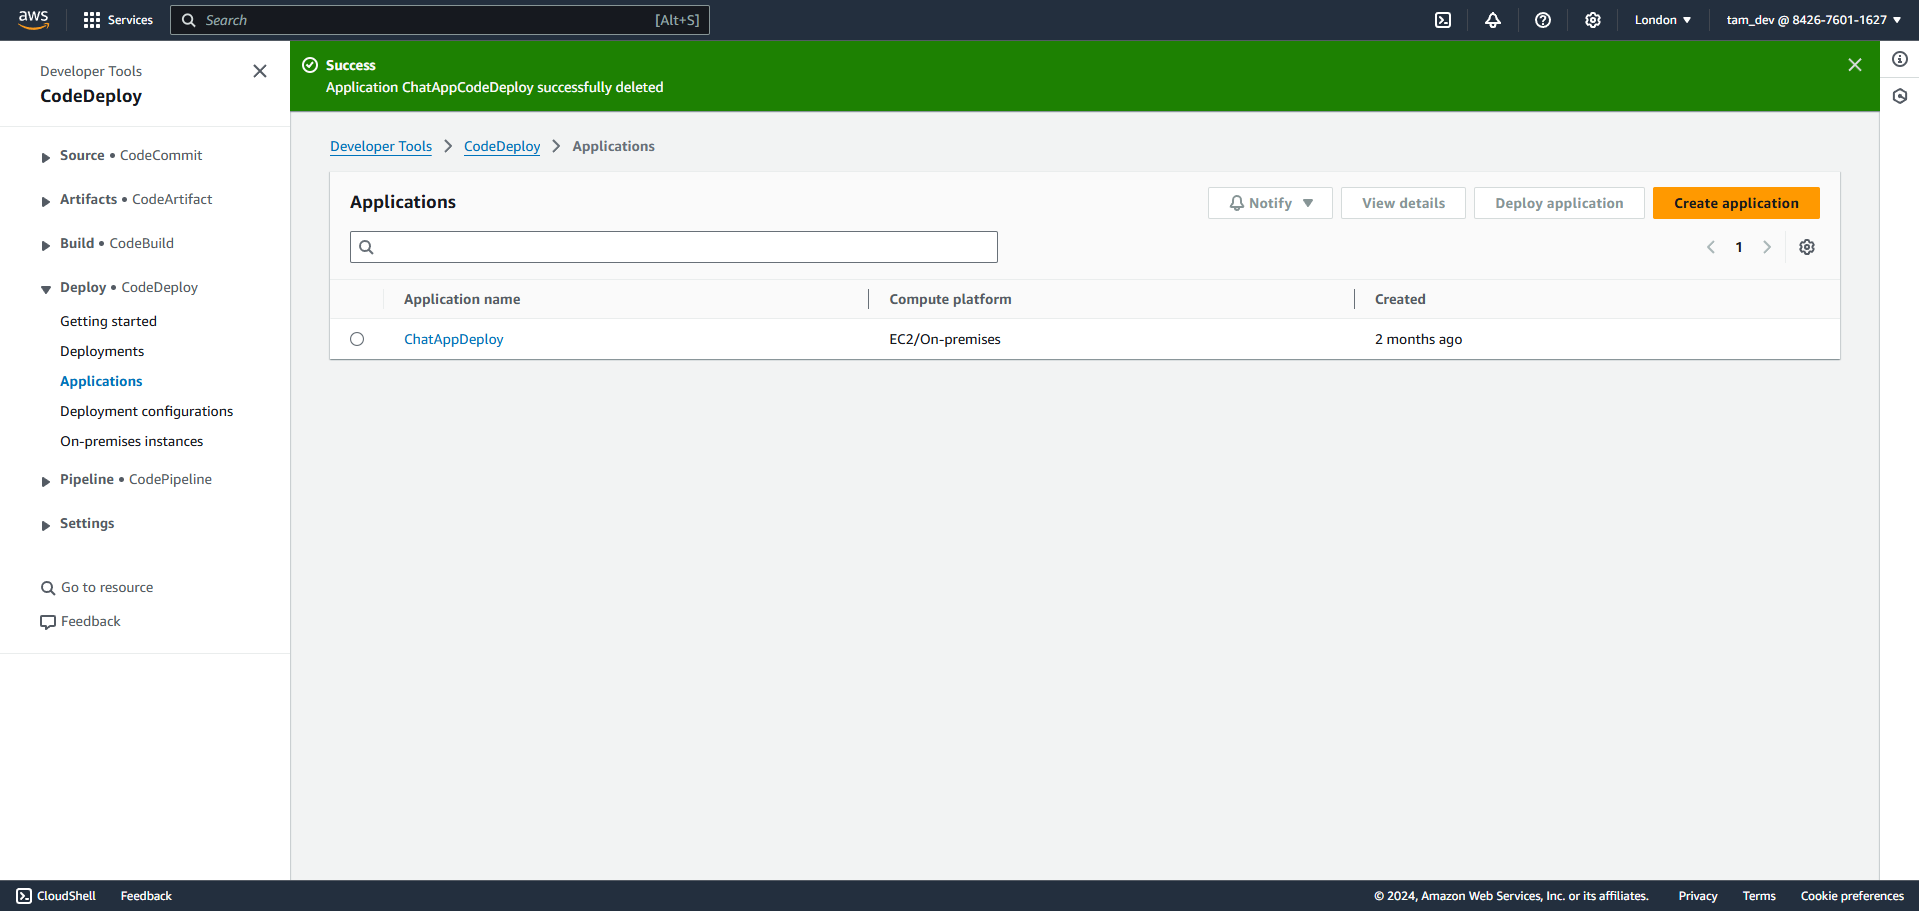 aws
Services
Search
[Alt+S]
London
tam_dev @ 8426-7601-1627
Developer Tools
CodeDeploy
Source • CodeCommit
Artifacts • CodeArtifact
Build • CodeBuild
Deploy • CodeDeploy
Getting started
Deployments
Applications
Deployment configurations
On-premises instances
Pipeline • CodePipeline
Settings
Go to resource
Feedback
Success
Application ChatAppCodeDeploy successfully deleted
Developer Tools > CodeDeploy > Applications
Applications
Notify
View details
Deploy application
Create application
1
Application name
Compute platform
Created
ChatAppDeploy
EC2/On-premises
2 months ago
CloudShell
Feedback
© 2024, Amazon Web Services, Inc. or its affiliates.
Privacy
Terms
Cookie preferences